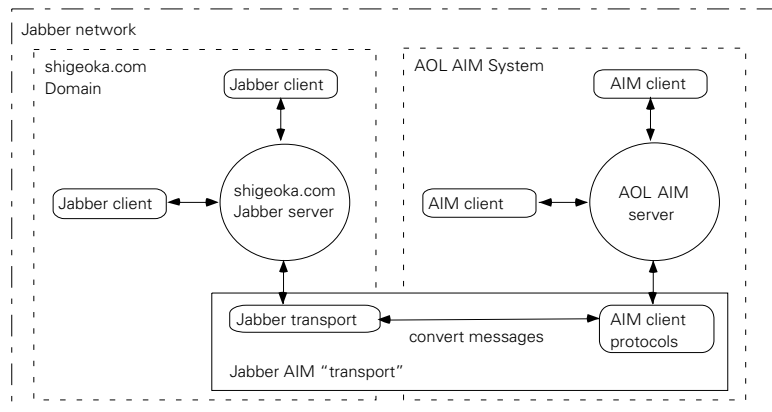 Jabber network
shigeoka.com
Domain
Jabber client
Jabber client
shigeoka.com
Jabber server
AOL AIM System
AIM client
AIM client
AOL AIM
server
Jabber transport
convert messages
AIM client
protocols
Jabber AIM “transport”